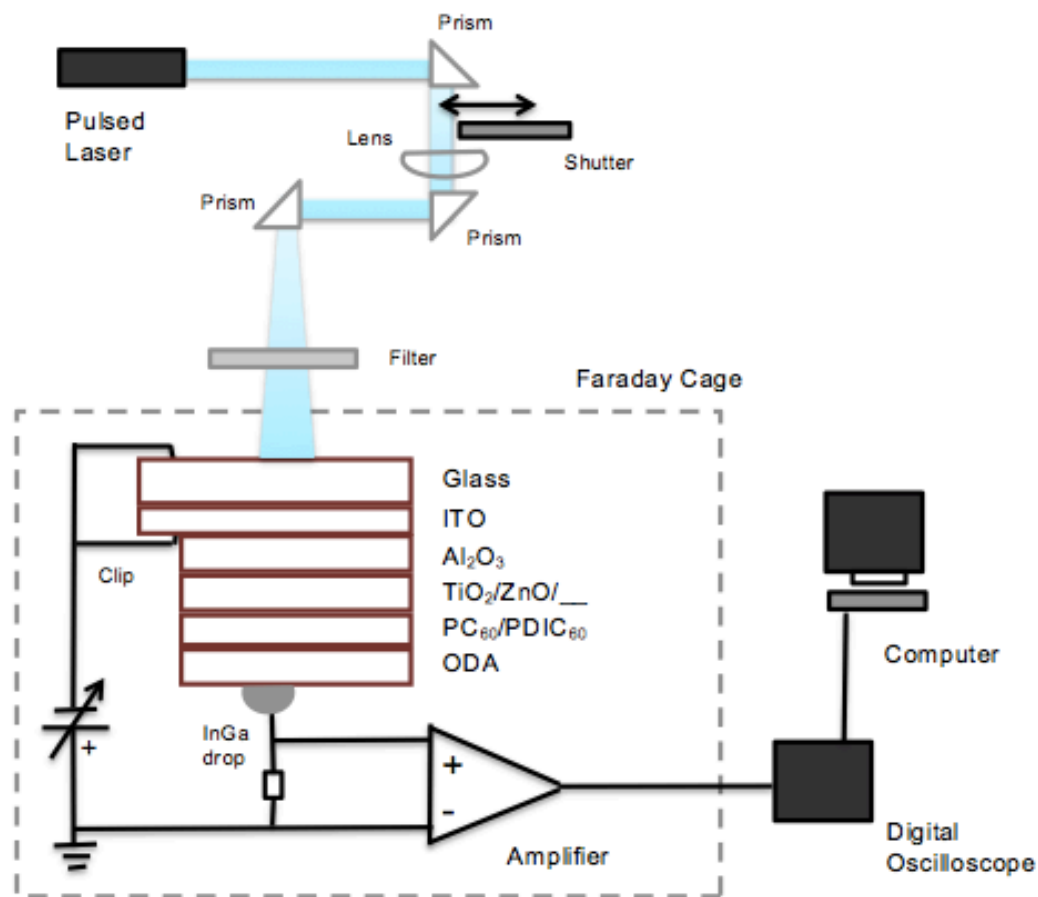 Prism
Pulsed
Laser
Lens
Shutter
Prism
Prism
Filter
Faraday Cage
Glass
ITO
Al₂O₃
Clip
TiO₂/ZnO/__
PC₆₀/PDIC₆₀
ODA
Computer
InGa
drop
+
+
-
Amplifier
Digital
Oscilloscope